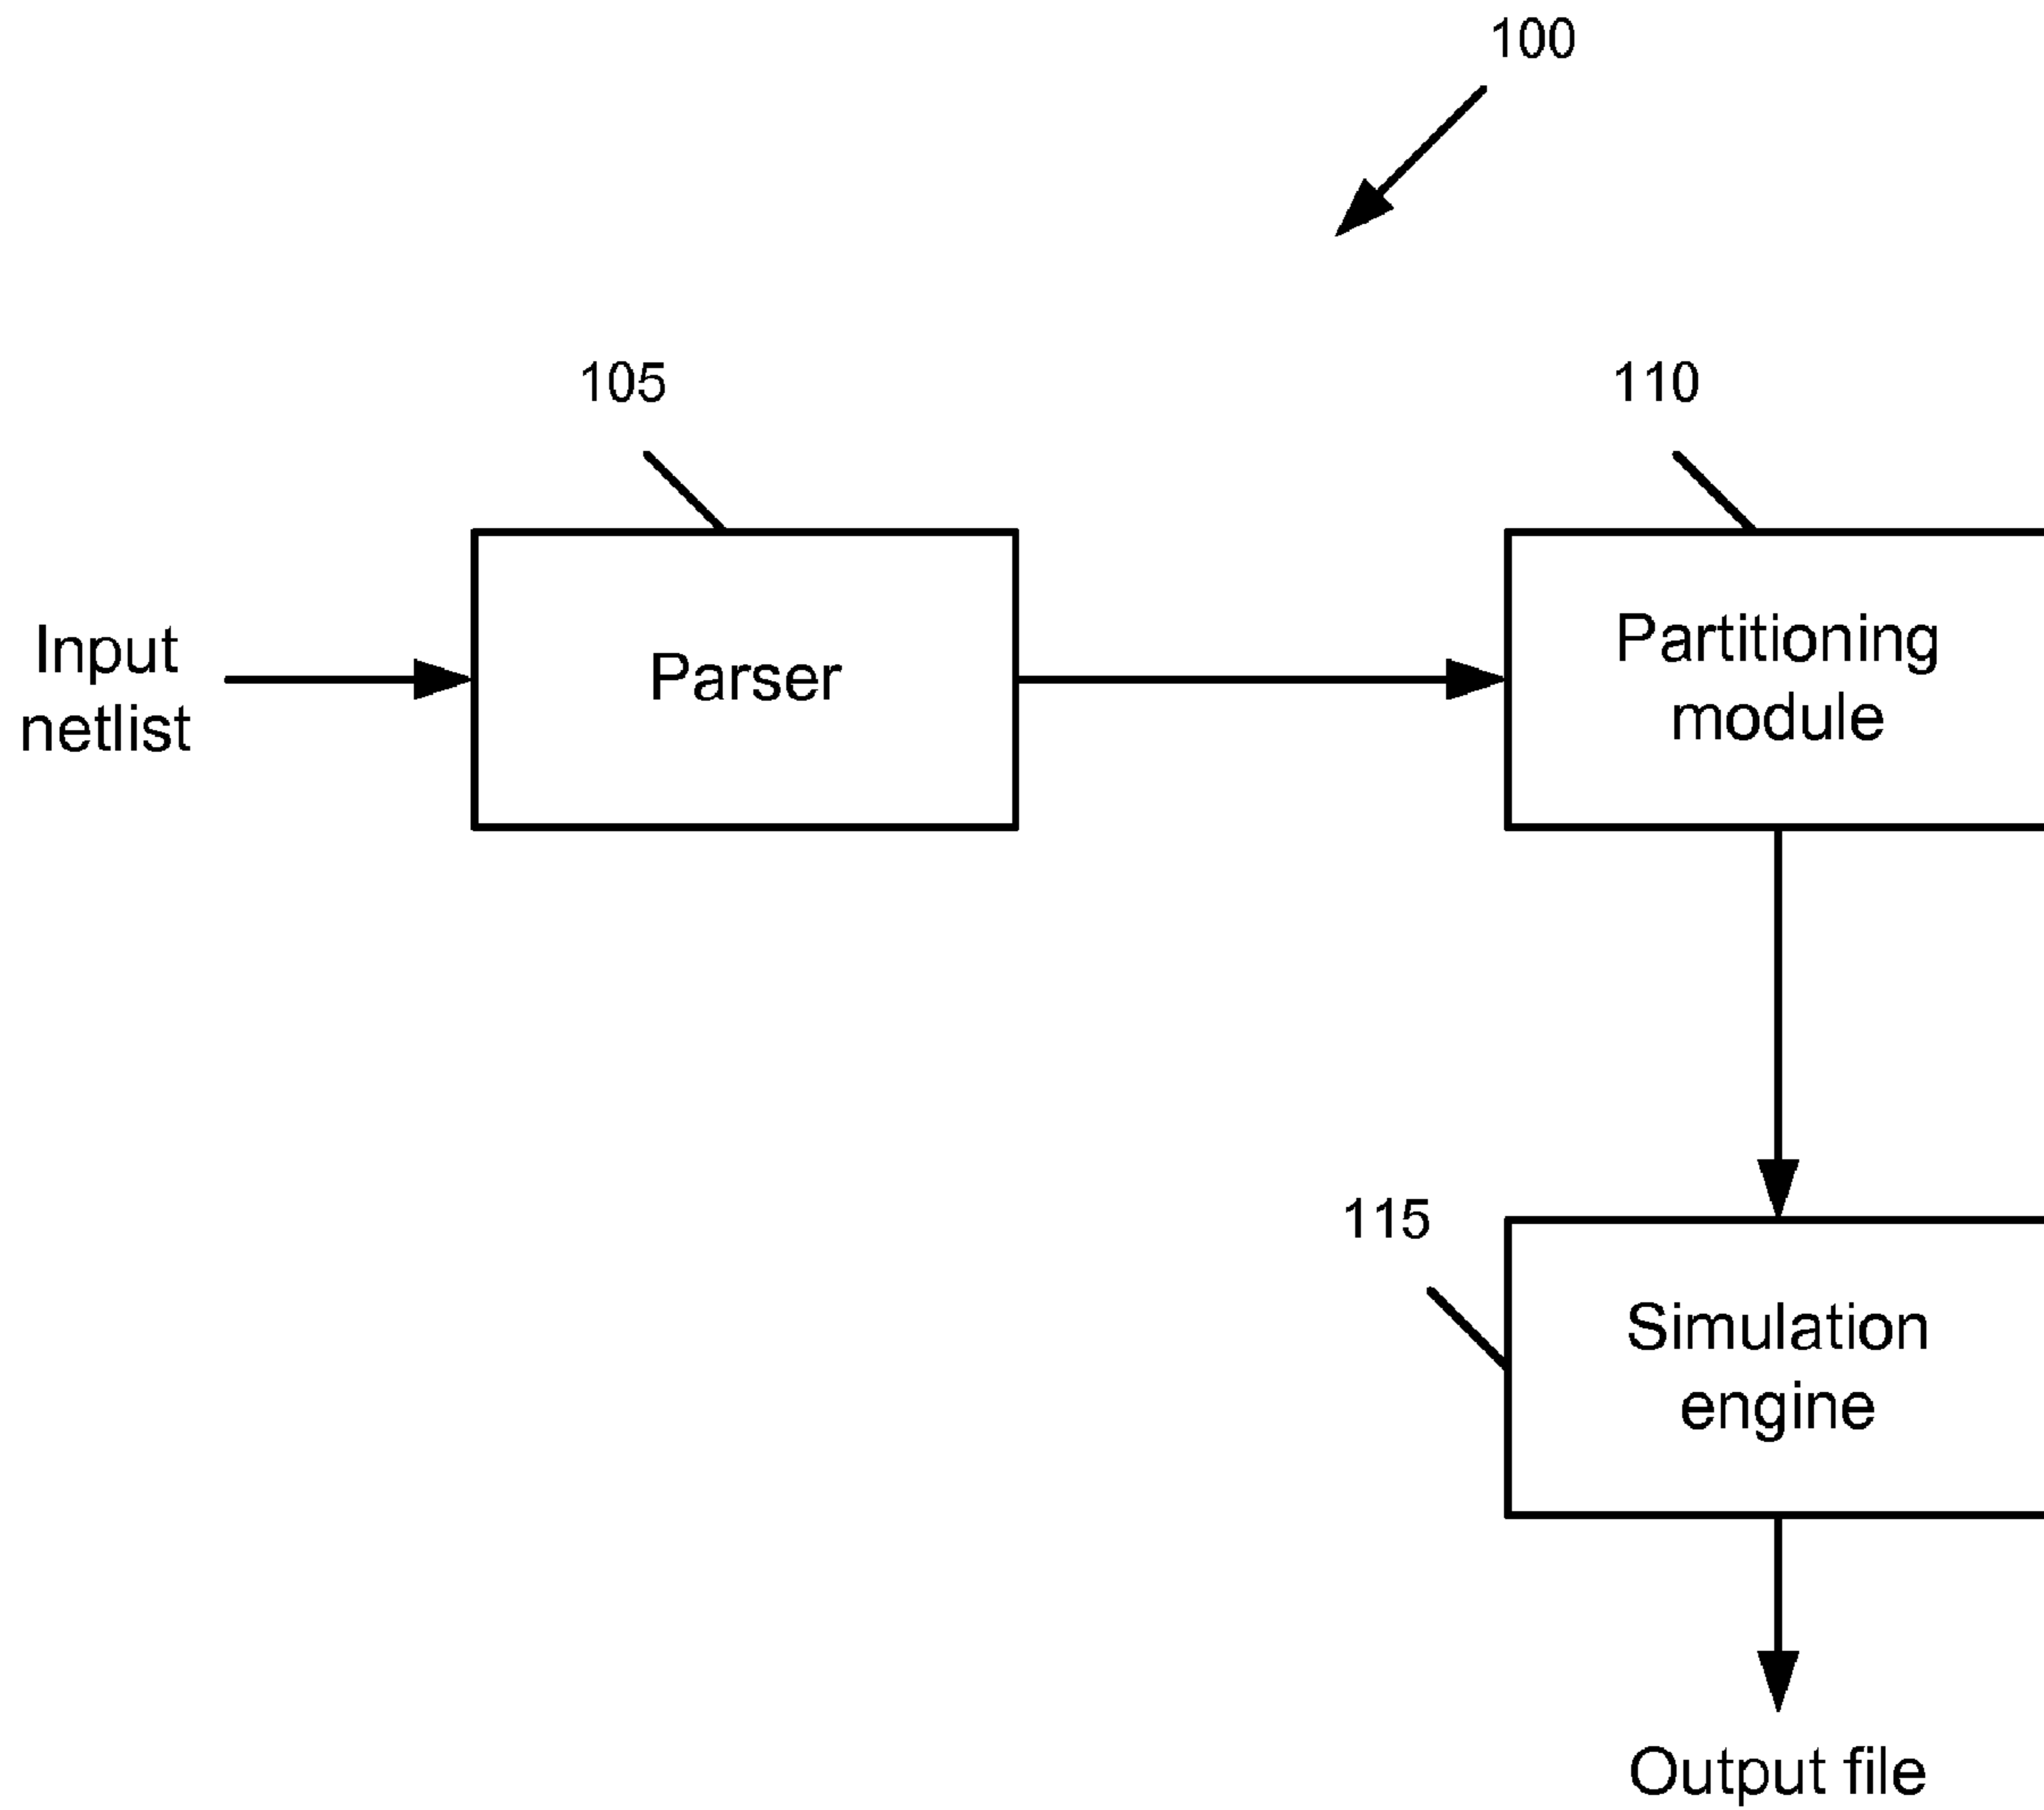 100
105
110
Input
netlist
Parser
Partitioning
module
115
Simulation
engine
Output file